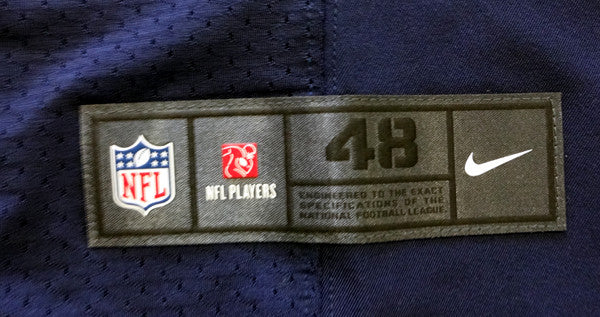 NFL
NFL PLAYERS
48
ENGINEERED TO THE EXACT
SPECIFICATIONS OF THE
NATIONAL FOOTBALL LEAGUE.